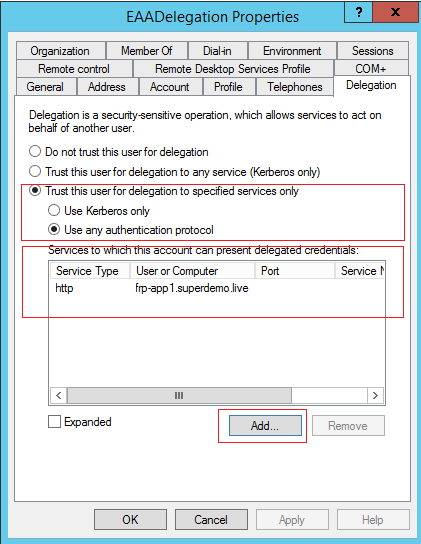 EAADelegation Properties
?
Organization Member Of Dial-in Environment Sessions
Remote control Remote Desktop Services Profile COM+
General Address Account Profile Telephones Delegation
Delegation is a security-sensitive operation, which allows services to act on
behalf of another user.
Do not trust this user for delegation
Trust this user for delegation to any service (Kerberos only)
Trust this user for delegation to specified services only
Use Kerberos only
Use any authentication protocol
Services to which this account can present delegated credentials:
Service Type User or Computer Port Service N
http frp-app1.superdemo.live
Expanded Add... Remove
OK Cancel Apply Help